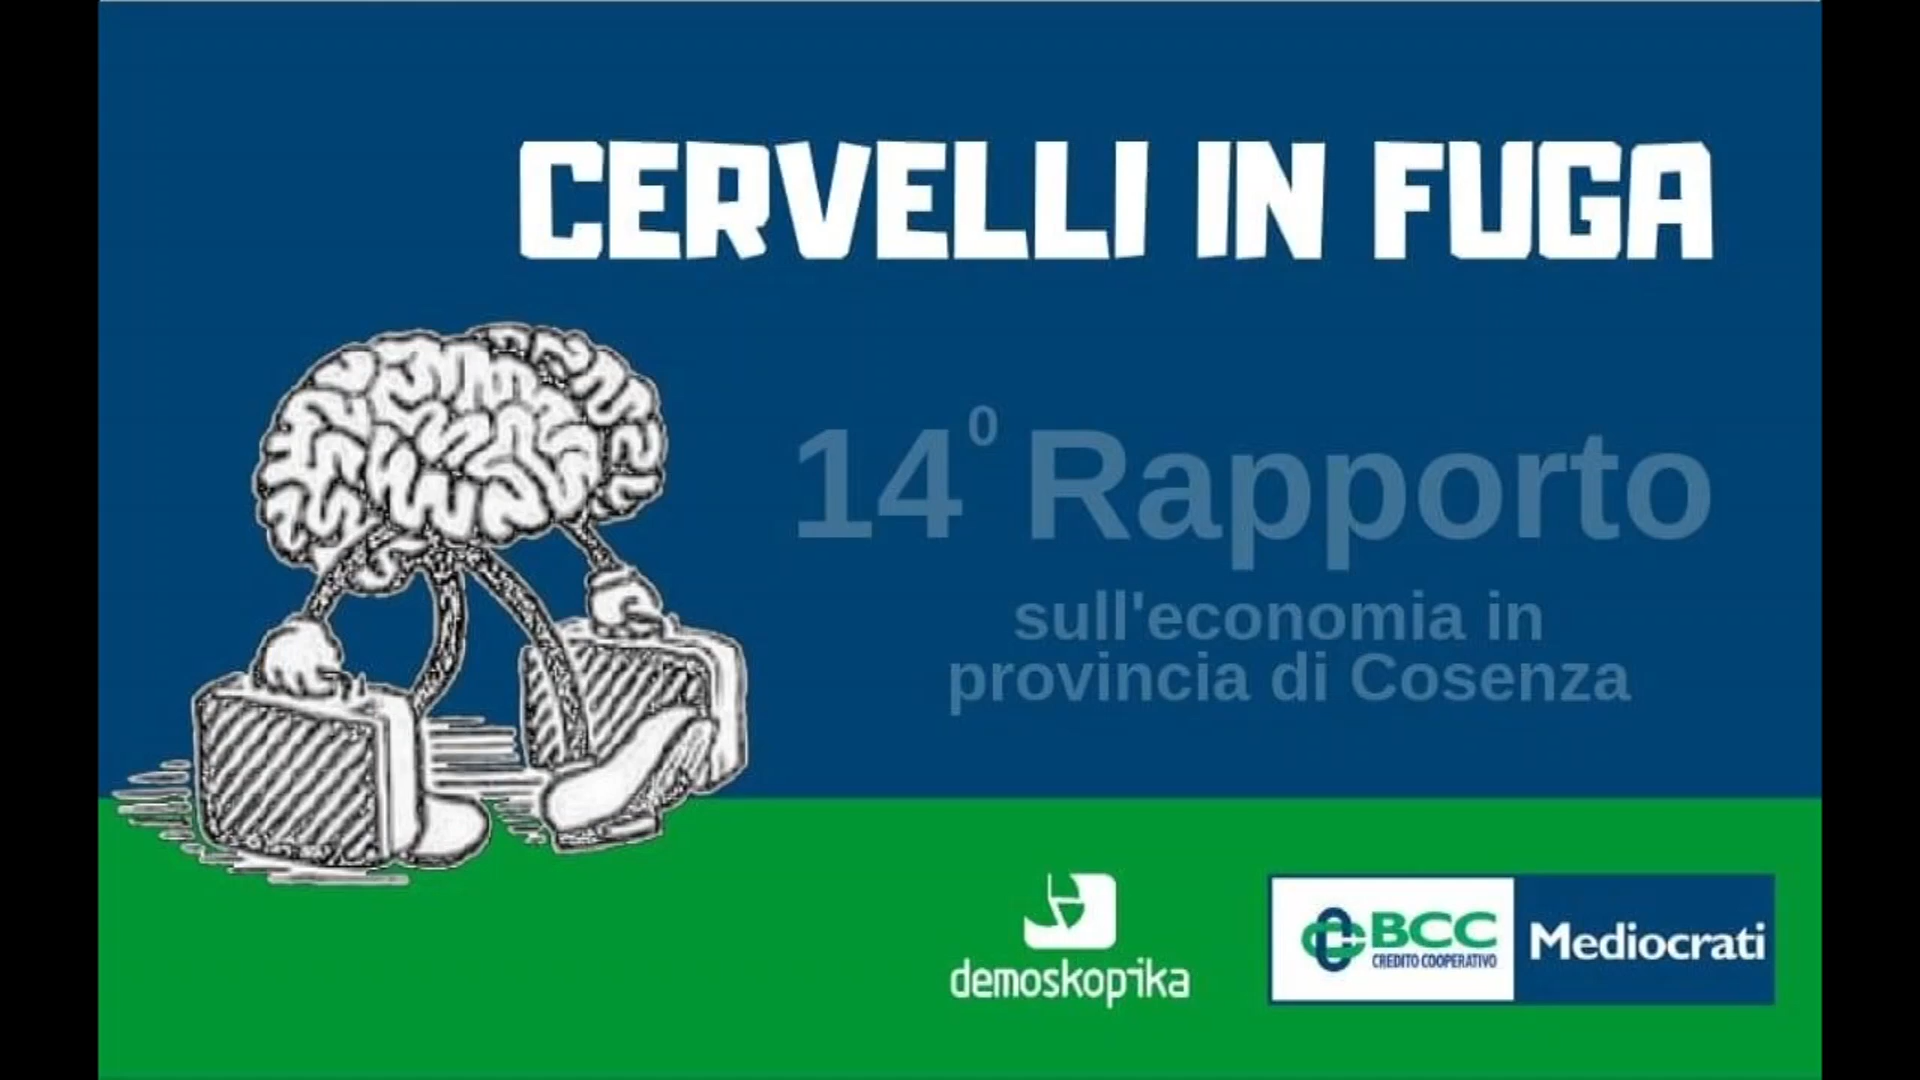 CERVELLI IN FUGA
14° Rapporto
sull'economia in
provincia di Cosenza
demoskopika
BCC
CREDITO COOPERATIVO
Mediocrati